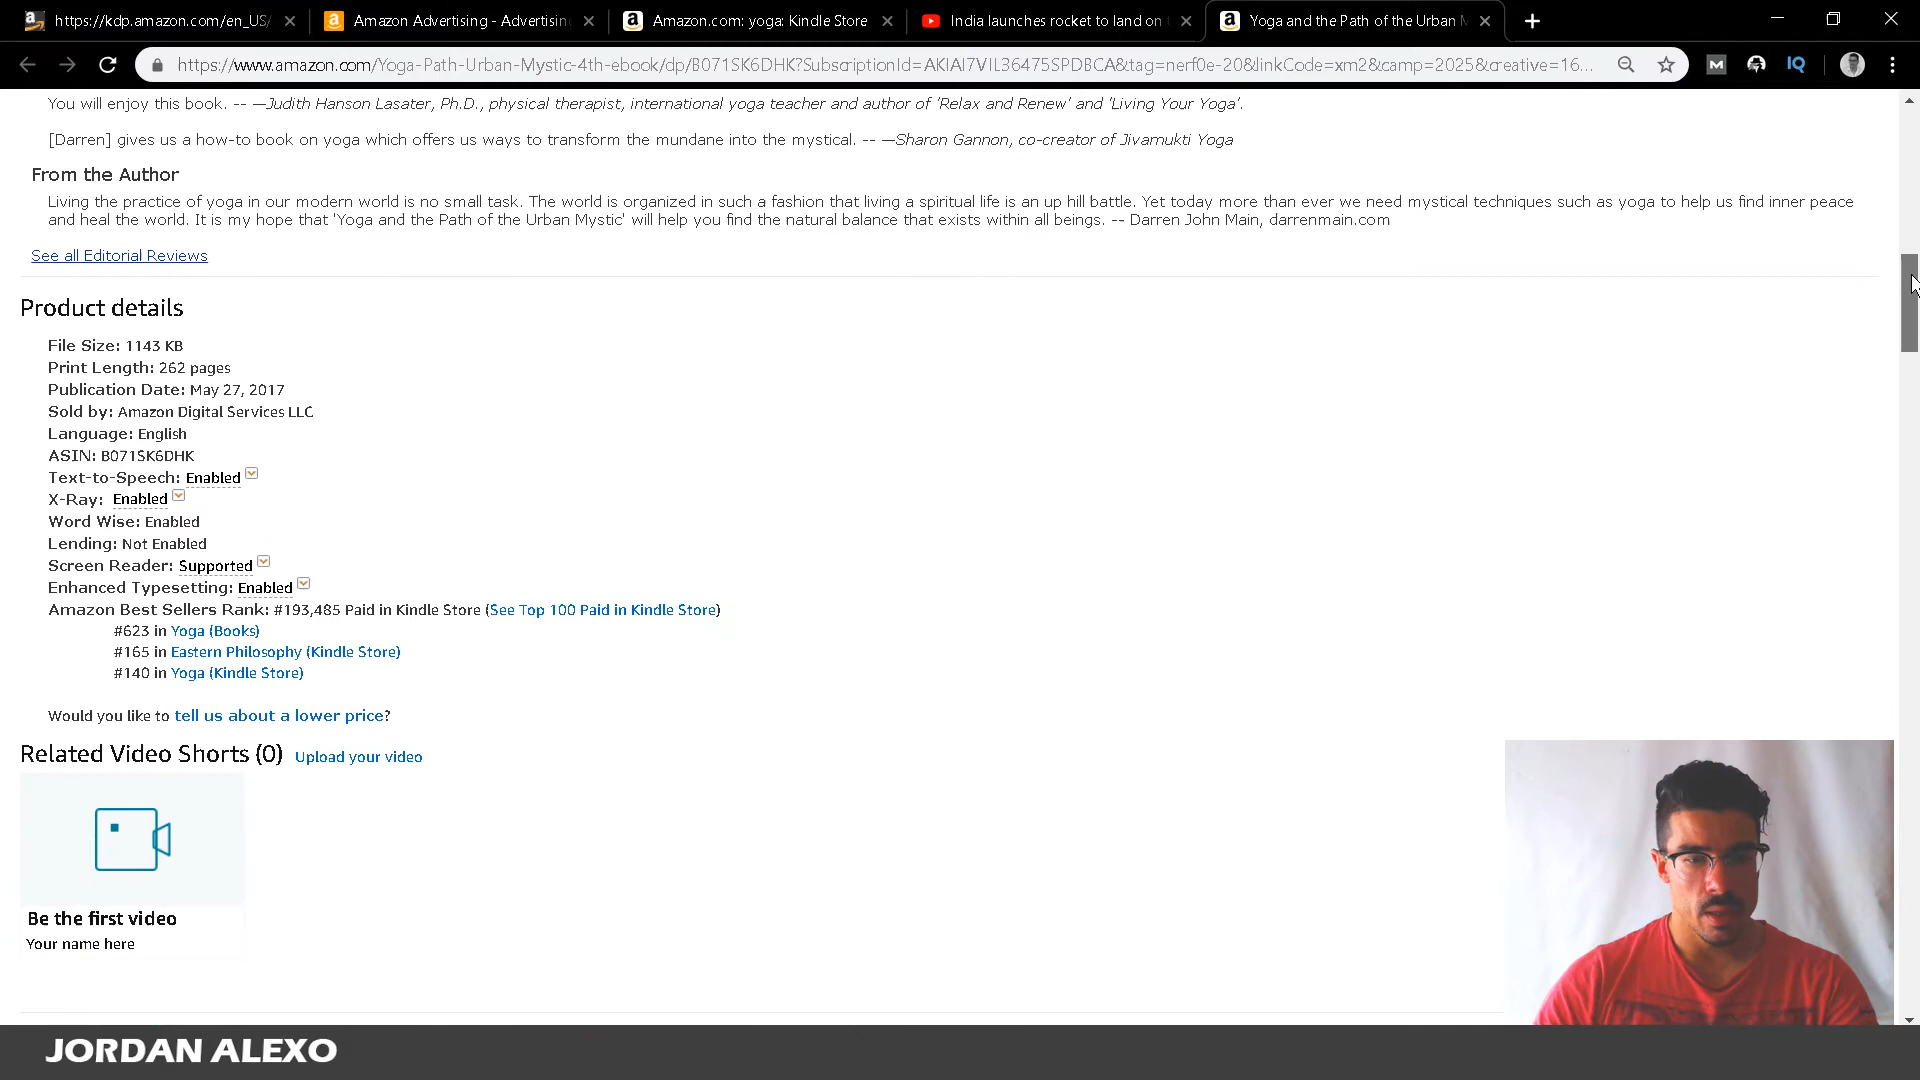 https://kdp.amazon.com/en_US/
Amazon Advertising - Advertisin
Amazon.com: yoga: Kindle Store
India launches rocket to land on
Yoga and the Path of the Urban M
https://www.amazon.com/Yoga-Path-Urban-Mystic-4th-ebook/dp/B071SK6DHK?SubscriptionId=AKIAI7VIL36475SPDBCA&tag=nerf0e-20&linkCode=xm2&camp=2025&creative=16...
You will enjoy this book. -- —Judith Hanson Lasater, Ph.D., physical therapist, international yoga teacher and author of 'Relax and Renew' and 'Living Your Yoga'.
[Darren] gives us a how-to book on yoga which offers us ways to transform the mundane into the mystical. -- —Sharon Gannon, co-creator of Jivamukti Yoga
From the Author
Living the practice of yoga in our modern world is no small task. The world is organized in such a fashion that living a spiritual life is an up hill battle. Yet today more than ever we need mystical techniques such as yoga to help us find inner peace
and heal the world. It is my hope that 'Yoga and the Path of the Urban Mystic' will help you find the natural balance that exists within all beings. -- Darren John Main, darrenmain.com
See all Editorial Reviews
Product details
File Size: 1143 KB
Print Length: 262 pages
Publication Date: May 27, 2017
Sold by: Amazon Digital Services LLC
Language: English
ASIN: B071SK6DHK
Text-to-Speech: Enabled
X-Ray: Enabled
Word Wise: Enabled
Lending: Not Enabled
Screen Reader: Supported
Enhanced Typesetting: Enabled
Amazon Best Sellers Rank: #193,485 Paid in Kindle Store (See Top 100 Paid in Kindle Store)
#623 in Yoga (Books)
#165 in Eastern Philosophy (Kindle Store)
#140 in Yoga (Kindle Store)
Would you like to tell us about a lower price?
Related Video Shorts (0) Upload your video
Be the first video
Your name here
JORDAN ALEXO